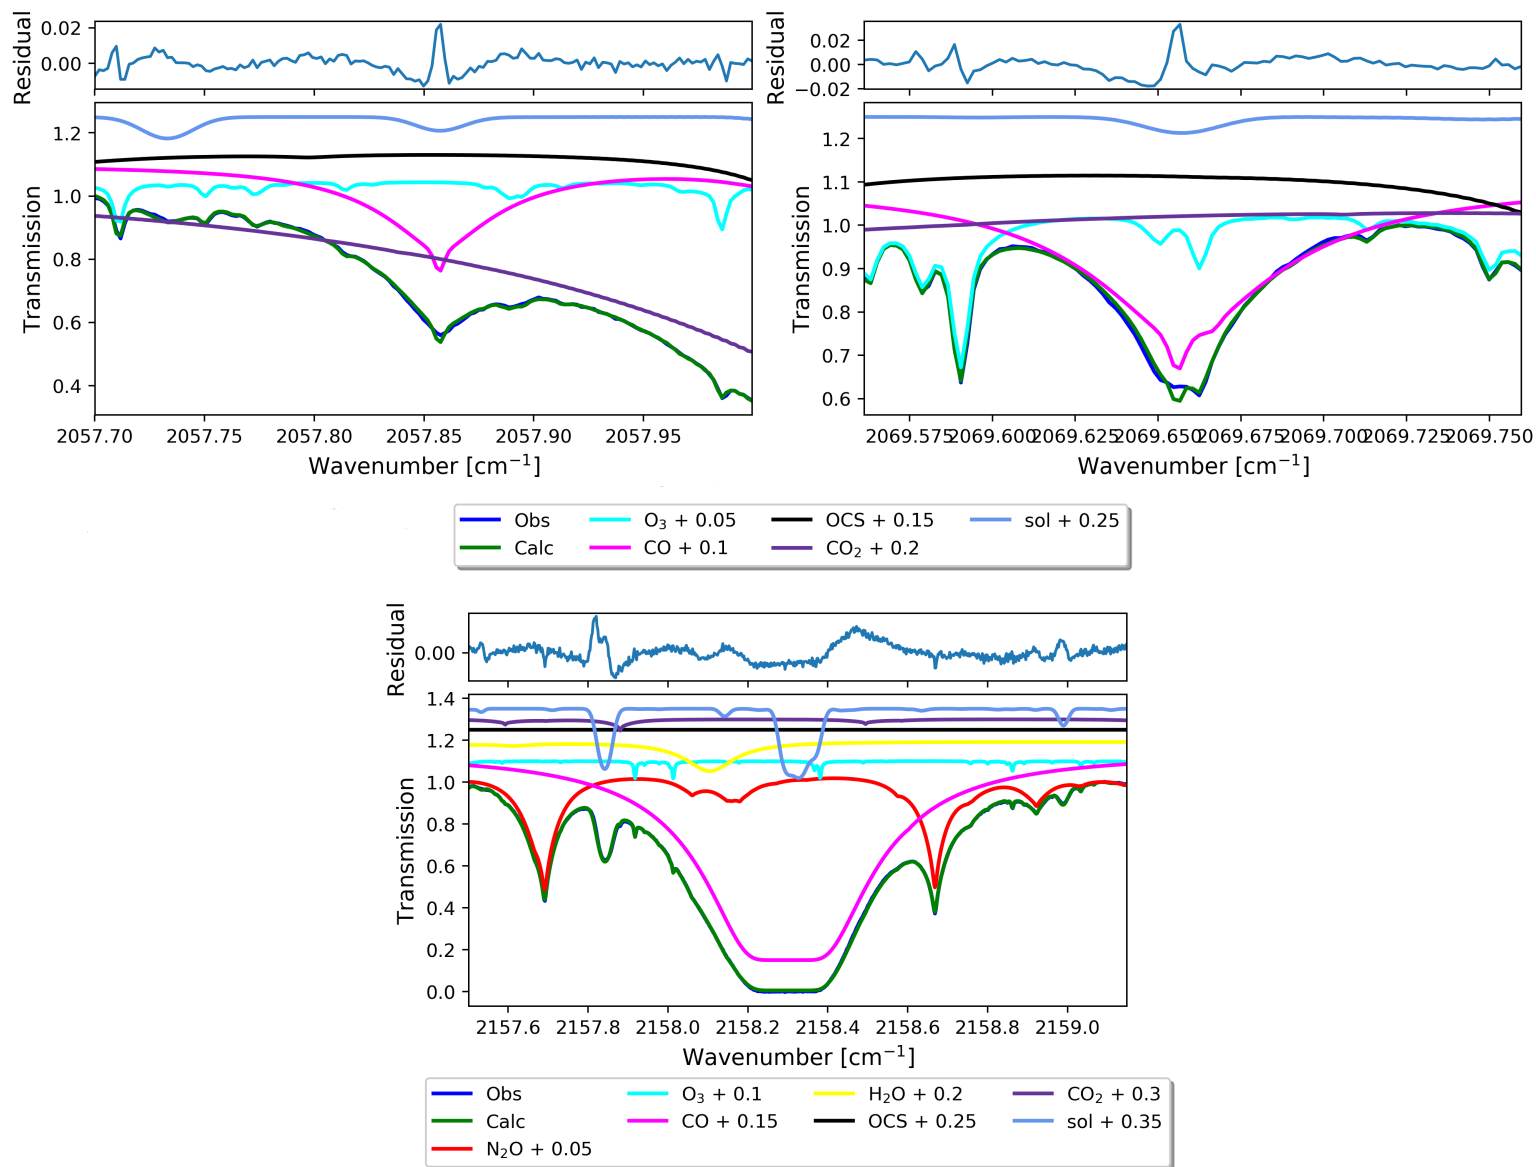 Residual
0.02
0.00
Residual
0.02
0.00
−0.02
Transmission
1.2
1.0
0.8
0.6
0.4
2057.70 2057.75 2057.80 2057.85 2057.90 2057.95
Wavenumber [cm⁻¹]
Transmission
1.2
1.1
1.0
0.9
0.8
0.7
0.6
2069.575 2069.600 2069.625 2069.650 2069.675 2069.700 2069.725 2069.750
Wavenumber [cm⁻¹]
Obs O₃ + 0.05 OCS + 0.15 sol + 0.25
Calc CO + 0.1 CO₂ + 0.2
Residual
0.00
Transmission
1.4
1.2
1.0
0.8
0.6
0.4
0.2
0.0
2157.6 2157.8 2158.0 2158.2 2158.4 2158.6 2158.8 2159.0
Wavenumber [cm⁻¹]
Obs O₃ + 0.1 H₂O + 0.2 CO₂ + 0.3
Calc CO + 0.15 OCS + 0.25 sol + 0.35
N₂O + 0.05